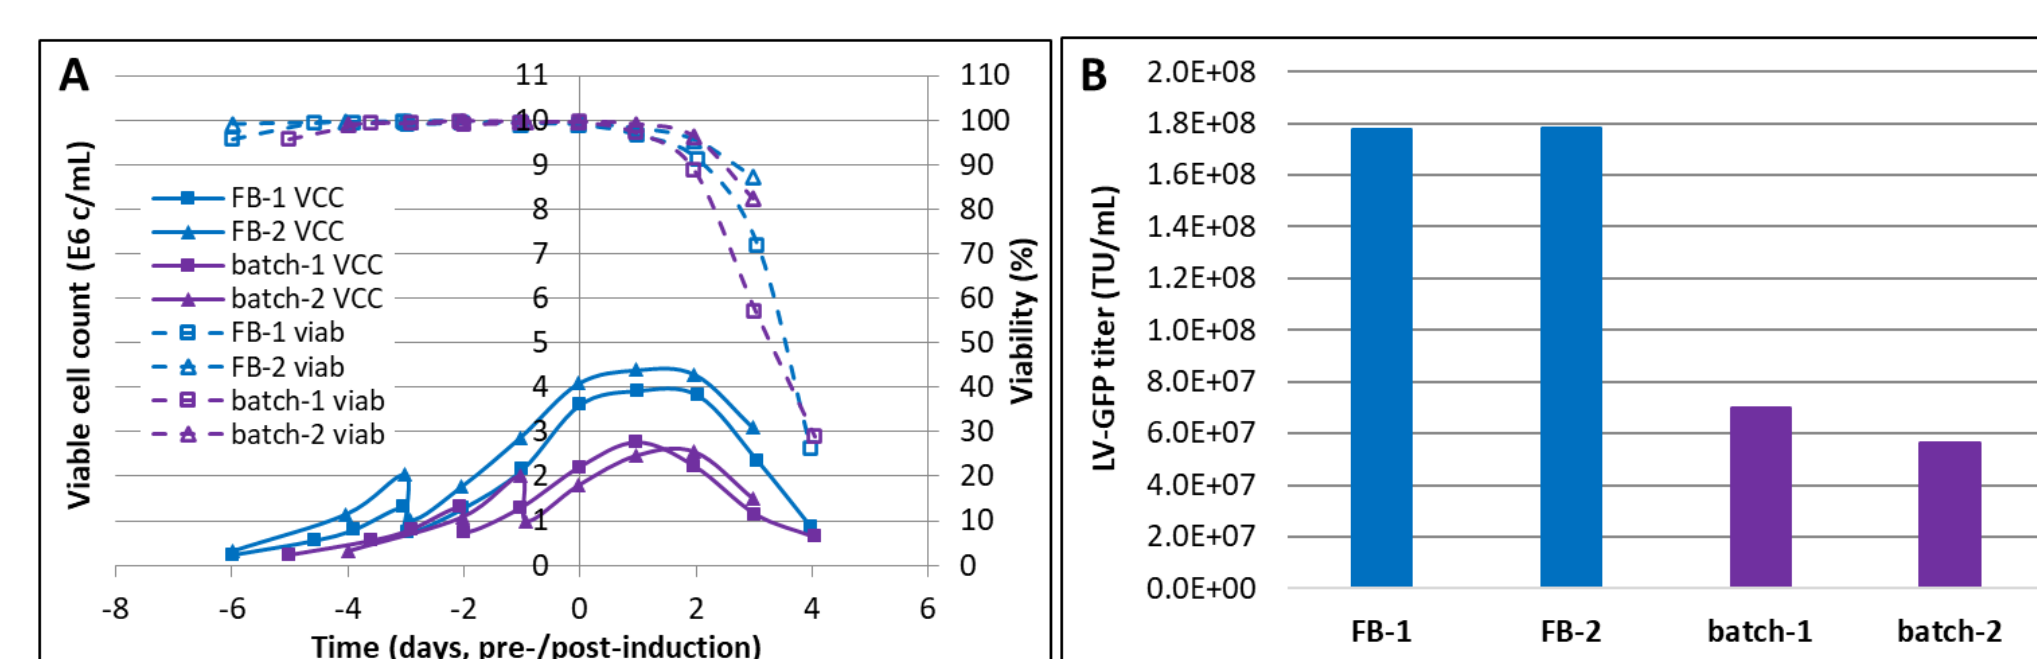 A
Viable cell count (E6 c/mL)
11
10
9
8
7
6
5
4
3
2
1
0
FB-1 VCC
FB-2 VCC
batch-1 VCC
batch-2 VCC
FB-1 viab
FB-2 viab
batch-1 viab
batch-2 viab
110
100
90
80
70
60
50
40
30
20
10
0
Viability (%)
-8 -6 -4 -2 0 2 4 6
Time (days, pre-/post-induction)
B
LV-GFP titer (TU/mL)
2.0E+08
1.8E+08
1.6E+08
1.4E+08
1.2E+08
1.0E+08
8.0E+07
6.0E+07
4.0E+07
2.0E+07
0.0E+00
FB-1 FB-2 batch-1 batch-2